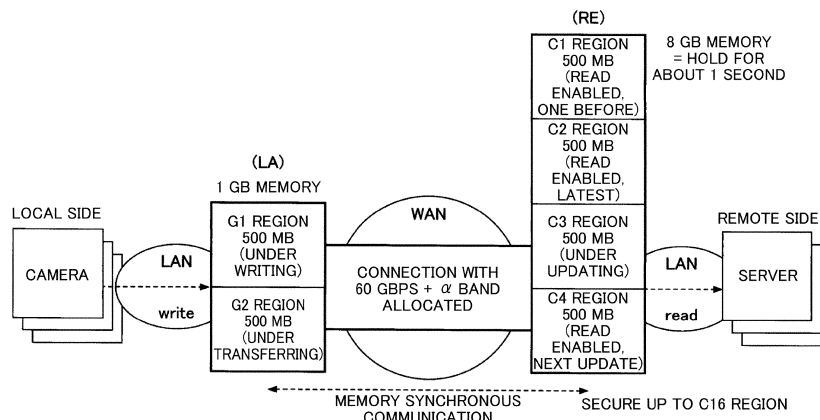 (RE)
C1 REGION
500 MB
(READ
ENABLED,
ONE BEFORE)
8 GB MEMORY
= HOLD FOR
ABOUT 1 SECOND
C2 REGION
500 MB
(READ
ENABLED,
LATEST)
(LA)
1 GB MEMORY
LOCAL SIDE
CAMERA
LAN
write
G1 REGION
500 MB
(UNDER
WRITING)
G2 REGION
500 MB
(UNDER
TRANSFERRING)
WAN
CONNECTION WITH
60 GBPS + α BAND
ALLOCATED
C3 REGION
500 MB
(UNDER
UPDATING)
C4 REGION
500 MB
(READ
ENABLED,
NEXT UPDATE)
LAN
read
REMOTE SIDE
SERVER
MEMORY SYNCHRONOUS
COMMUNICATION
SECURE UP TO C16 REGION